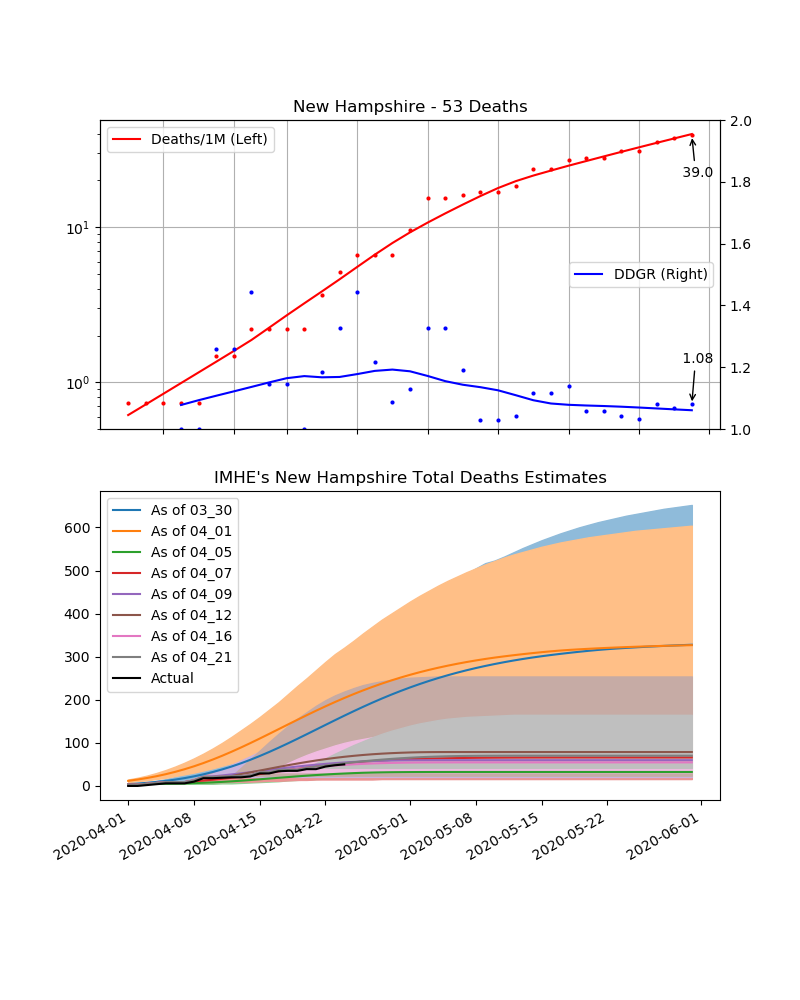 New Hampshire - 53 Deaths
Deaths/1M (Left)
2.0
39.0
1.8
10¹
1.6
DDGR (Right)
1.4
1.08
1.2
10⁰
1.0
IMHE's New Hampshire Total Deaths Estimates
As of 03_30
As of 04_01
As of 04_05
As of 04_07
As of 04_09
As of 04_12
As of 04_16
As of 04_21
Actual
600
500
400
300
200
100
0
2020-04-01
2020-04-08
2020-04-15
2020-04-22
2020-05-01
2020-05-08
2020-05-15
2020-05-22
2020-06-01